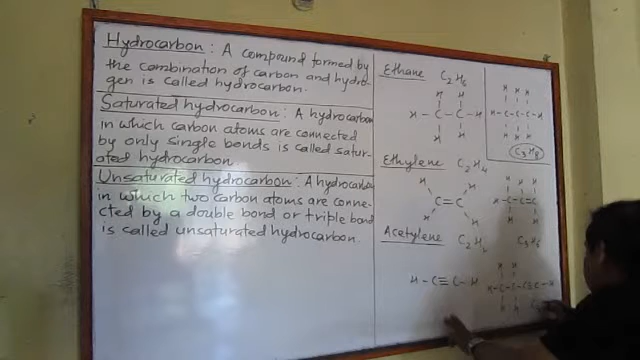 Hydrocarbon : A compound formed by
the combination of carbon and hydro-
gen is called hydrocarbon.
Saturated hydrocarbon : A hydrocarbon
in which carbon atoms are connected
by only single bonds is called satur-
ated hydrocarbon
Unsaturated hydrocarbon : A hydrocarbon
in which two carbon atoms are conne-
cted by a double bond or triple bond
is called unsaturated hydrocarbon.
Ethane C2H6
H H
H-C-C-H
H H
Ethylene C2H4
H H
C=C
H H
Acetylene C2H2
H-C≡C-H
H H H
H-C-C-C-H
H H H
C3H8
H H H
H-C-C=C
C3H6
H H
H-C-C-C≡C-H
H H